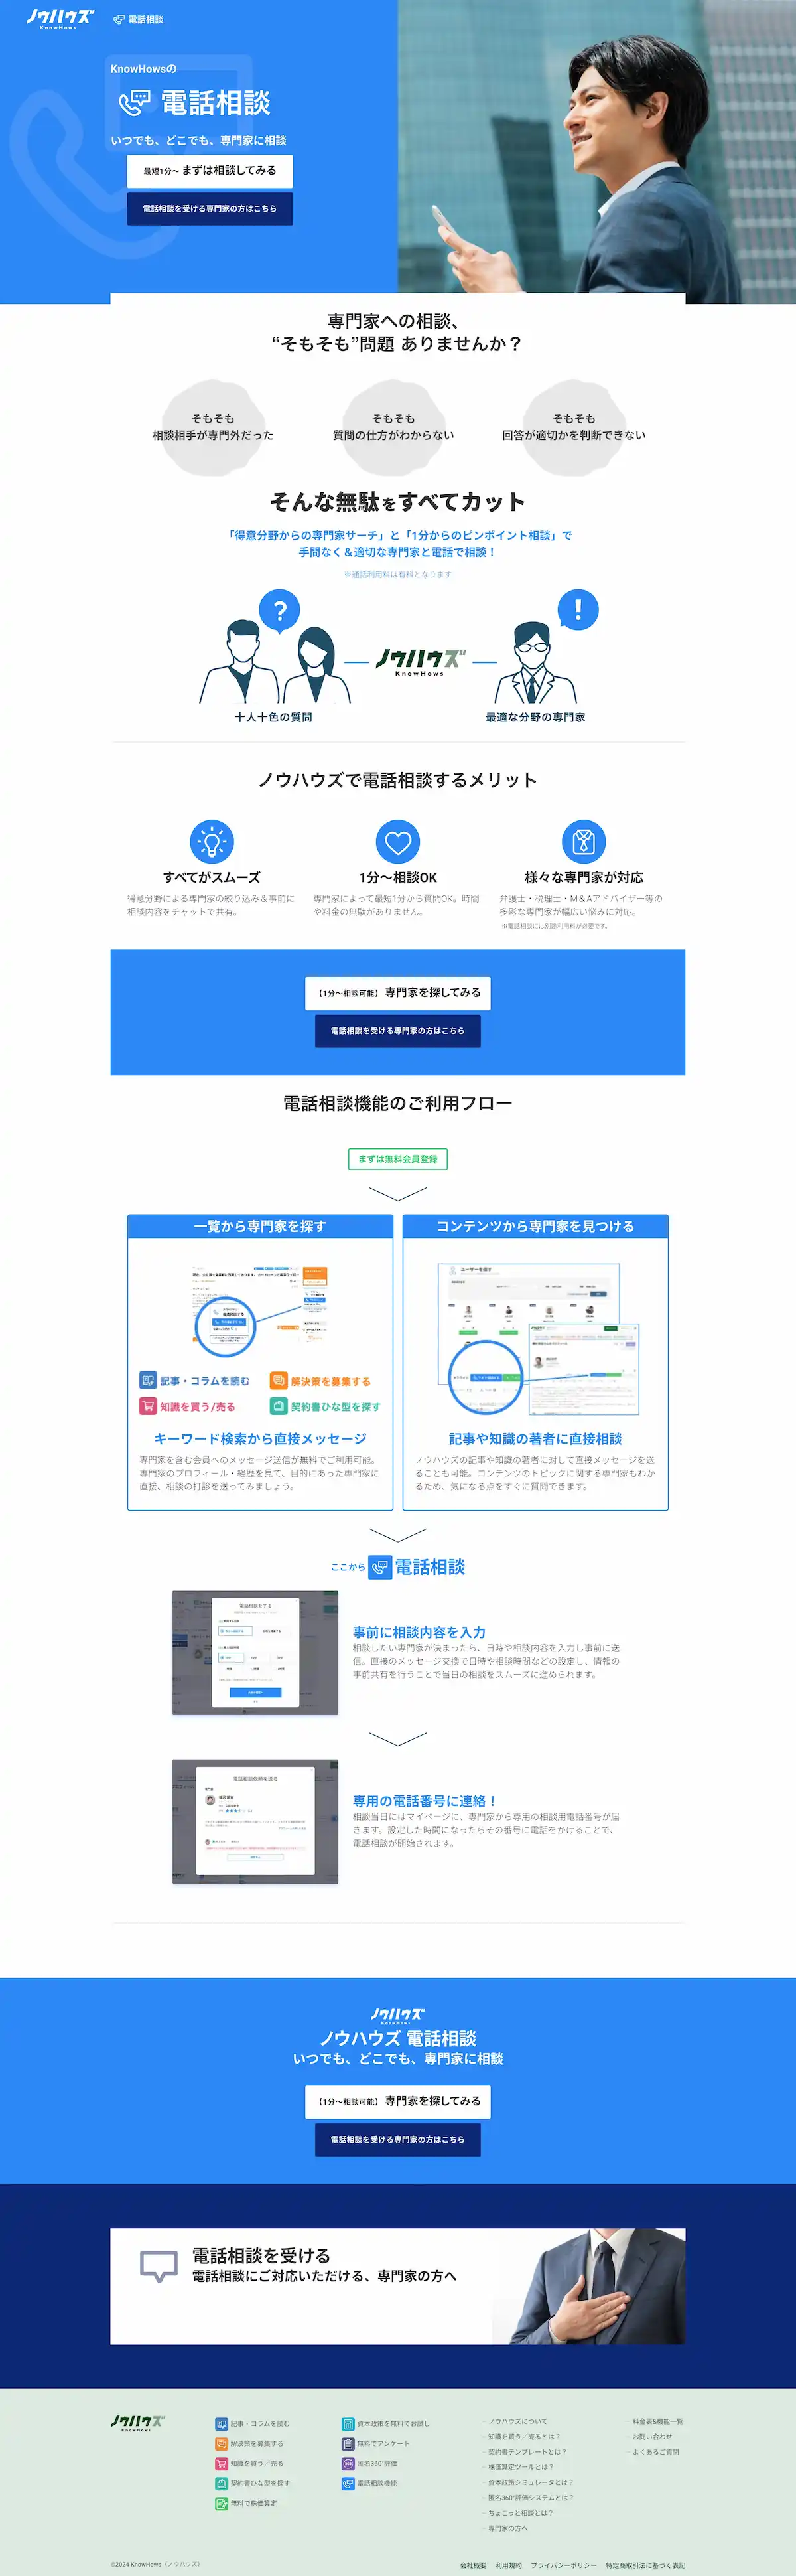 ノウハウズ
KnowHows
電話相談
KnowHowsの
電話相談
いつでも、どこでも、専門家に相談
最短1分〜 まずは相談してみる
電話相談を受ける専門家の方はこちら
専門家への相談、
“そもそも”問題 ありませんか？
そもそも
相談相手が専門外だった
そもそも
質問の仕方がわからない
そもそも
回答が適切かを判断できない
そんな無駄をすべてカット
「得意分野からの専門家サーチ」と「1分からのピンポイント相談」で
手間なく＆適切な専門家と電話で相談！
※通話利用料は有料となります
?
!
ノウハウズ
KnowHows
十人十色の質問
最適な分野の専門家
ノウハウズで電話相談するメリット
すべてがスムーズ
得意分野による専門家の絞り込み＆事前に
相談内容をチャットで共有。
1分〜相談OK
専門家によって最短1分から質問OK。時間
や料金の無駄がありません。
様々な専門家が対応
弁護士・税理士・M＆Aアドバイザー等の
多彩な専門家が幅広い悩みに対応。
※電話相談には別途利用料が必要です。
【1分〜相談可能】 専門家を探してみる
電話相談を受ける専門家の方はこちら
電話相談機能のご利用フロー
まずは無料会員登録
一覧から専門家を探す
記事・コラムを読む
解決策を募集する
知識を買う/売る
契約書ひな型を探す
キーワード検索から直接メッセージ
専門家を含む会員へのメッセージ送信が無料でご利用可能。
専門家のプロフィール・経歴を見て、目的にあった専門家に
直接、相談の打診を送ってみましょう。
コンテンツから専門家を見つける
ユーザーを探す
記事や知識の著者に直接相談
ノウハウズの記事や知識の著者に対して直接メッセージを送
ることも可能。コンテンツのトピックに関する専門家もわか
るため、気になる点をすぐに質問できます。
ここから 電話相談
電話相談をする
事前に相談内容を入力
相談したい専門家が決まったら、日時や相談内容を入力し事前に送
信。直接のメッセージ交換で日時や相談時間などの設定し、情報の
事前共有を行うことで当日の相談をスムーズに進められます。
電話相談依頼を送る
専用の電話番号に連絡！
相談当日にはマイページに、専門家から専用の相談用電話番号が届
きます。設定した時間になったらその番号に電話をかけることで、
電話相談が開始されます。
ノウハウズ
KnowHows
ノウハウズ 電話相談
いつでも、どこでも、専門家に相談
【1分〜相談可能】 専門家を探してみる
電話相談を受ける専門家の方はこちら
電話相談を受ける
電話相談にご対応いただける、専門家の方へ
ノウハウズ
KnowHows
記事・コラムを読む
解決策を募集する
知識を買う／売る
契約書ひな型を探す
無料で株価算定
資本政策を無料でお試し
無料でアンケート
匿名360°評価
電話相談機能
ノウハウズについて
知識を買う／売るとは？
契約書テンプレートとは？
株価算定ツールとは？
資本政策シミュレータとは？
匿名360°評価システムとは？
ちょこっと相談とは？
専門家の方へ
料金表&機能一覧
お問い合わせ
よくあるご質問
©2024 KnowHows（ノウハウズ）
会社概要 利用規約 プライバシーポリシー 特定商取引法に基づく表記